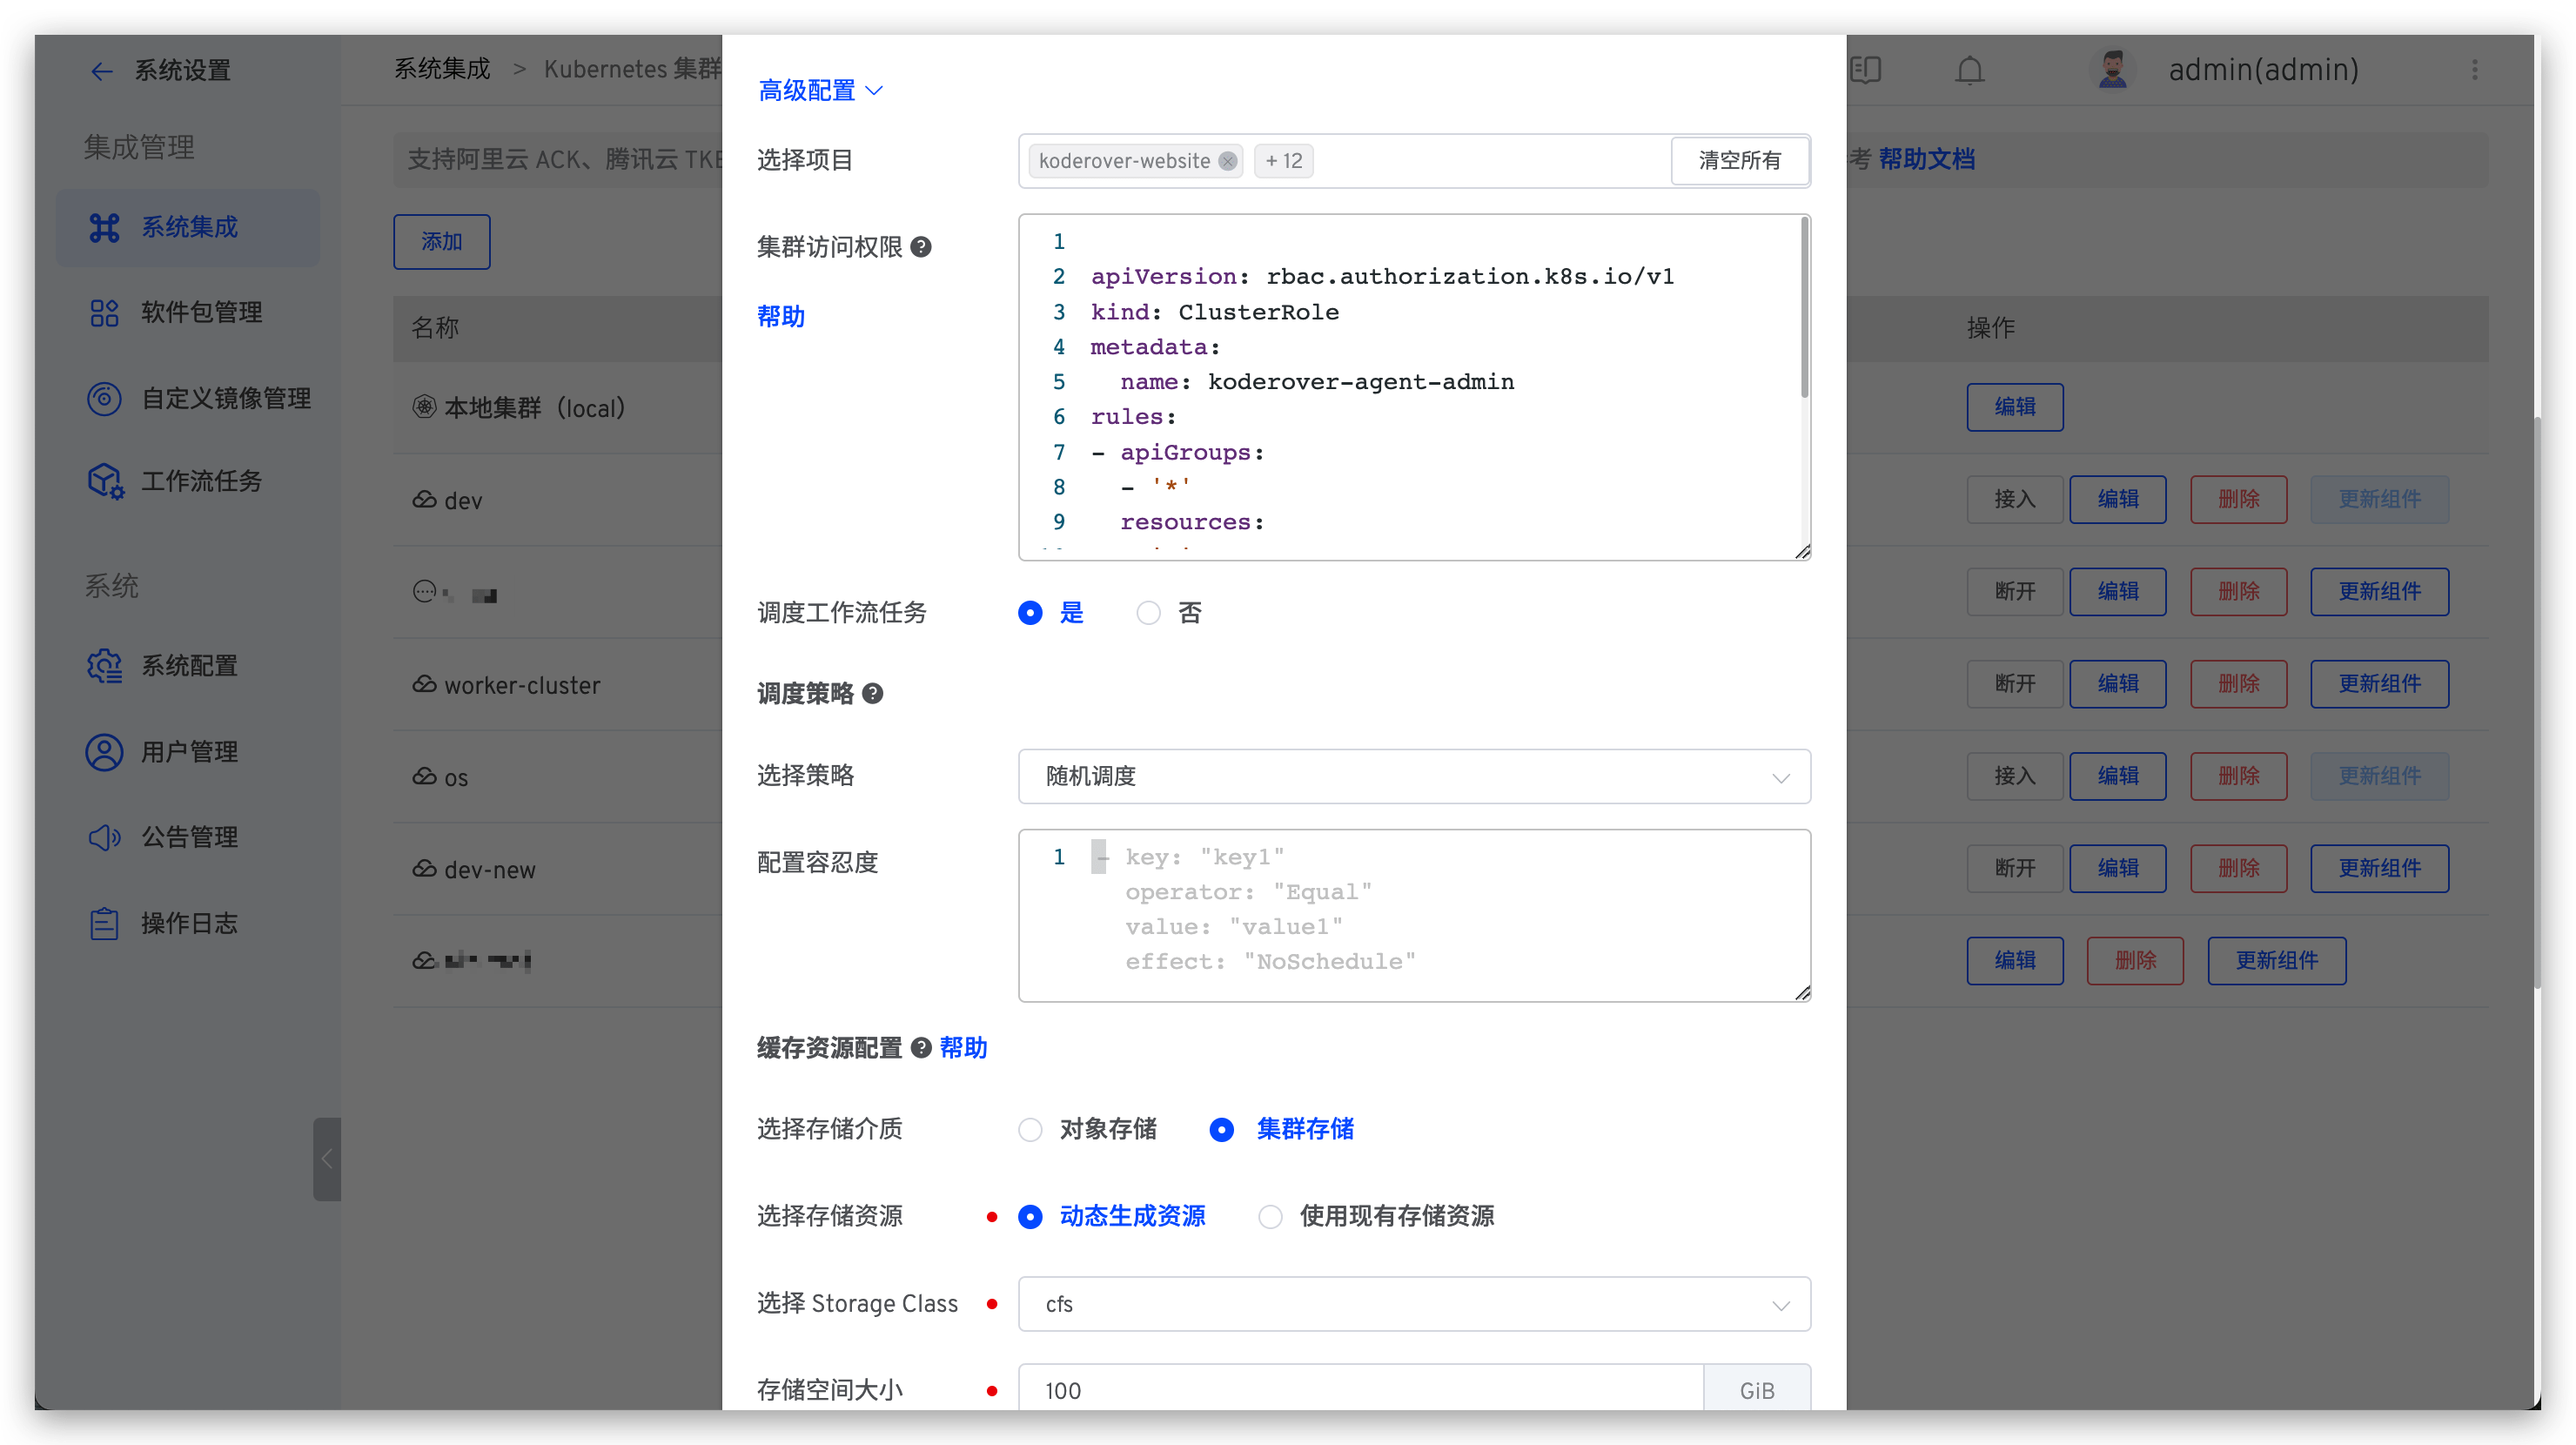 系统设置
集成管理
系统集成
软件包管理
自定义镜像管理
工作流任务
系统
系统配置
用户管理
公告管理
操作日志
系统集成 > Kubernetes 集群
admin(admin)
支持阿里云 ACK、腾讯云 TKE
考 帮助文档
添加
名称
操作
本地集群 (local)
编辑
dev
接入 编辑 删除 更新组件
断开 编辑 删除 更新组件
worker-cluster
断开 编辑 删除 更新组件
os
接入 编辑 删除 更新组件
dev-new
断开 编辑 删除 更新组件
编辑 删除 更新组件
高级配置
选择项目
koderover-website
+ 12
清空所有
集群访问权限
帮助
1
2 apiVersion: rbac.authorization.k8s.io/v1
3 kind: ClusterRole
4 metadata:
5 name: koderover-agent-admin
6 rules:
7 - apiGroups:
8 - '*'
9 resources:
调度工作流任务
是 否
调度策略
选择策略
随机调度
配置容忍度
1 - key: "key1"
operator: "Equal"
value: "value1"
effect: "NoSchedule"
缓存资源配置 帮助
选择存储介质
对象存储 集群存储
选择存储资源
动态生成资源 使用现有存储资源
选择 Storage Class
cfs
存储空间大小
100
GiB